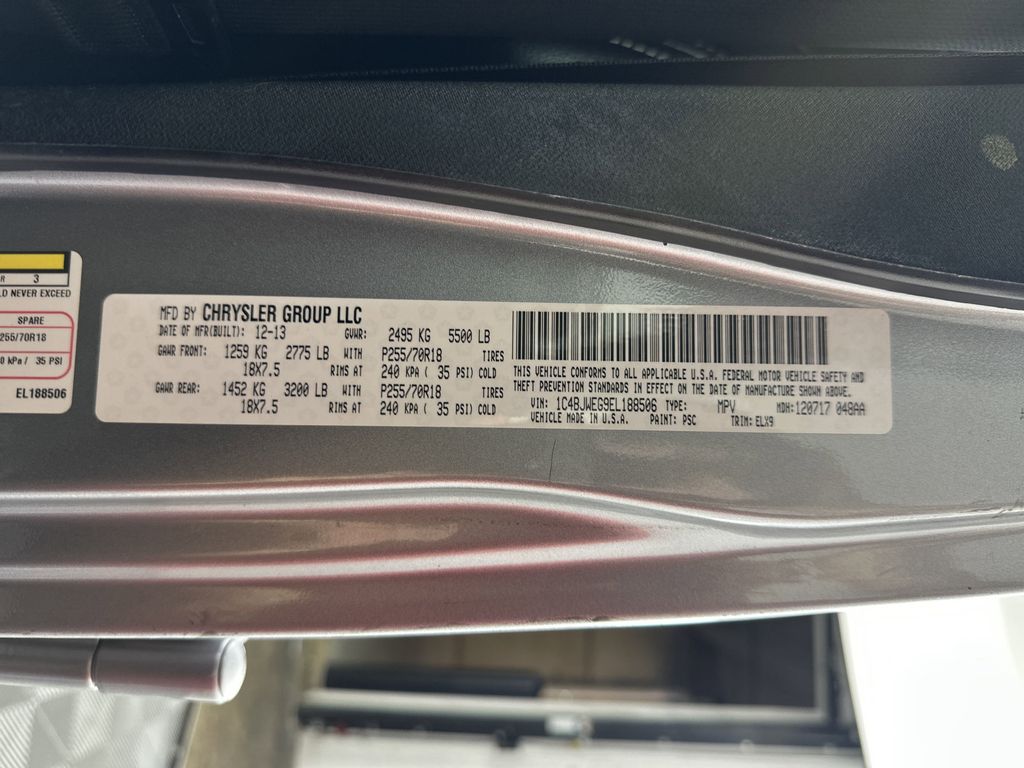 R 3
LD NEVER EXCEED
SPARE
255/70R18
0 kPa / 35 PSI
EL188506
MFD BY CHRYSLER GROUP LLC
DATE OF MFR(BUILT): 12-13 GVWR: 2495 KG 5500 LB
GAWR FRONT: 1259 KG 2775 LB WITH P255/70R18 TIRES
18X7.5 RIMS AT 240 KPA ( 35 PSI) COLD
GAWR REAR: 1452 KG 3200 LB WITH P255/70R18 TIRES
18X7.5 RIMS AT 240 KPA ( 35 PSI) COLD
THIS VEHICLE CONFORMS TO ALL APPLICABLE U.S.A. FEDERAL MOTOR VEHICLE SAFETY AND
THEFT PREVENTION STANDARDS IN EFFECT ON THE DATE OF MANUFACTURE SHOWN ABOVE.
VIN: 1C4BJWEG9EL188506 TYPE: MPV MDH:120717 048AA
VEHICLE MADE IN U.S.A. PAINT: PSC TRIM: ELX9